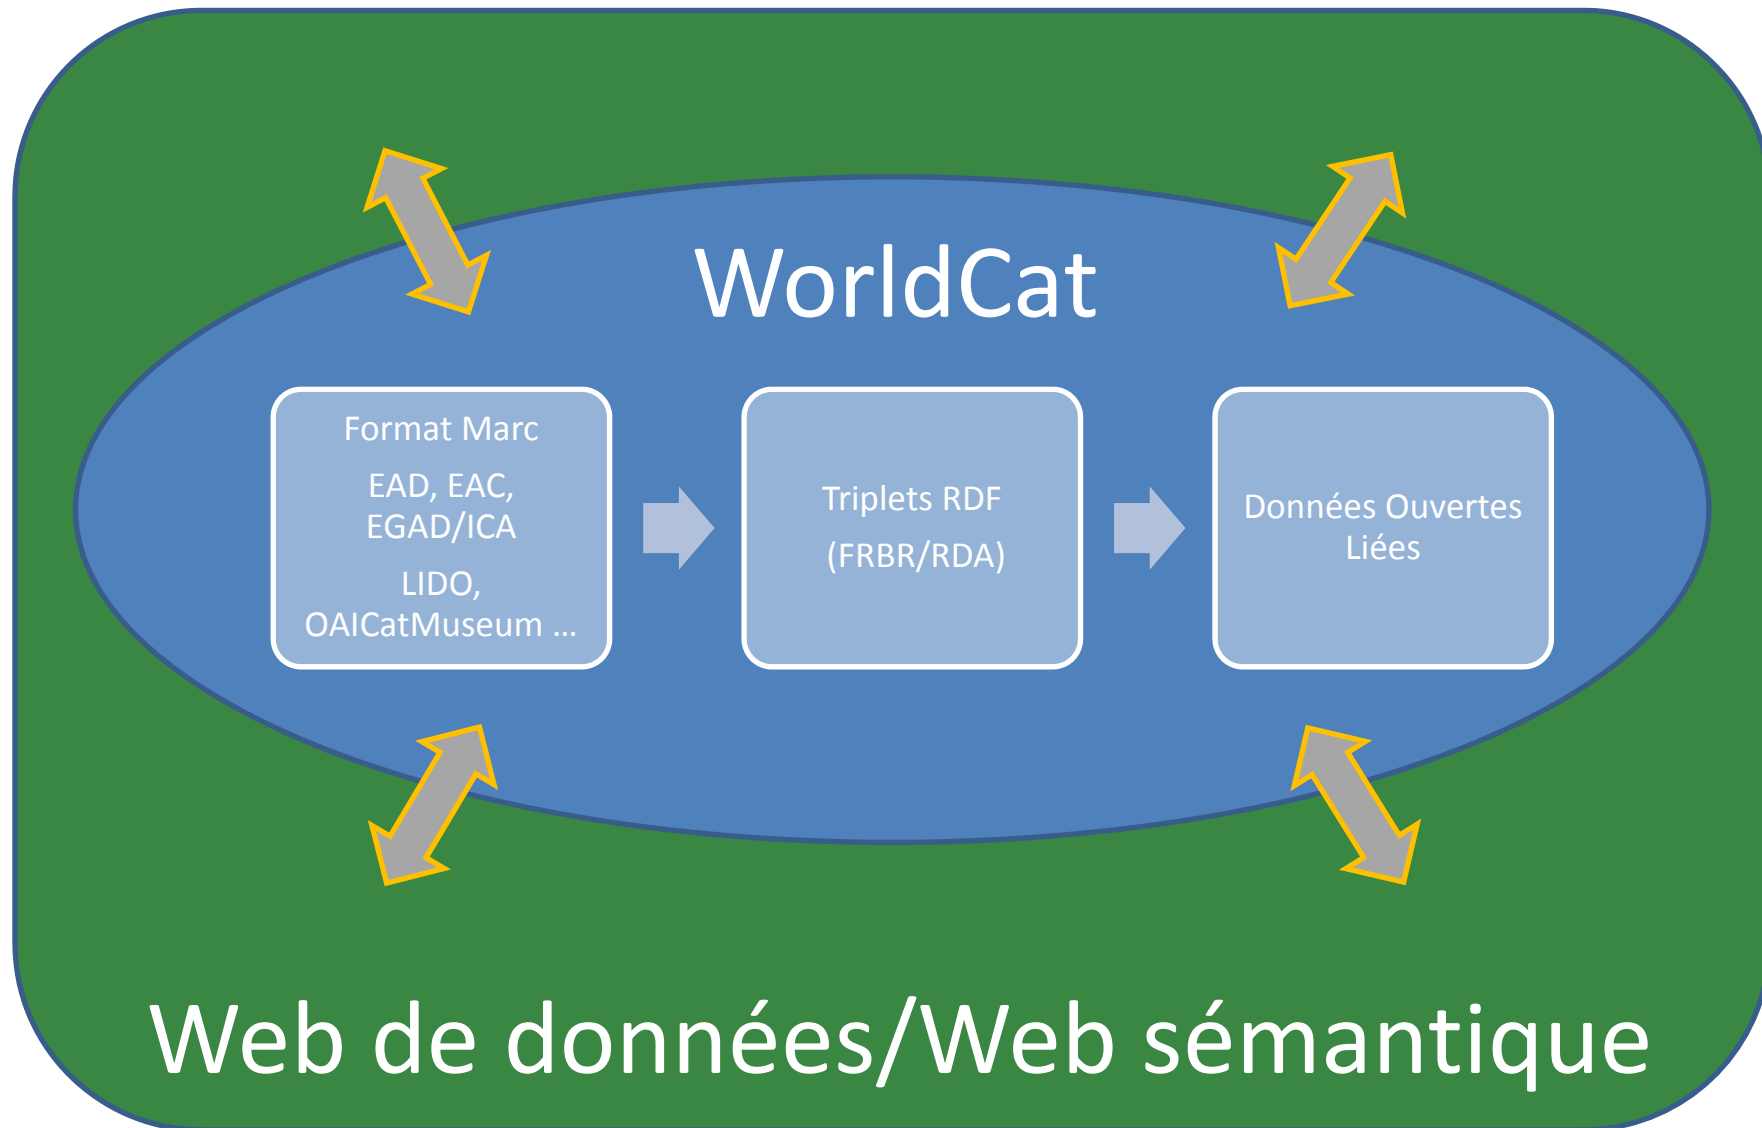 WorldCat
Format Marc
EAD, EAC,
EGAD/ICA
LIDO,
OAICatMuseum ...
Triplets RDF
(FRBR/RDA)
Données Ouvertes
Liées
Web de données/Web sémantique